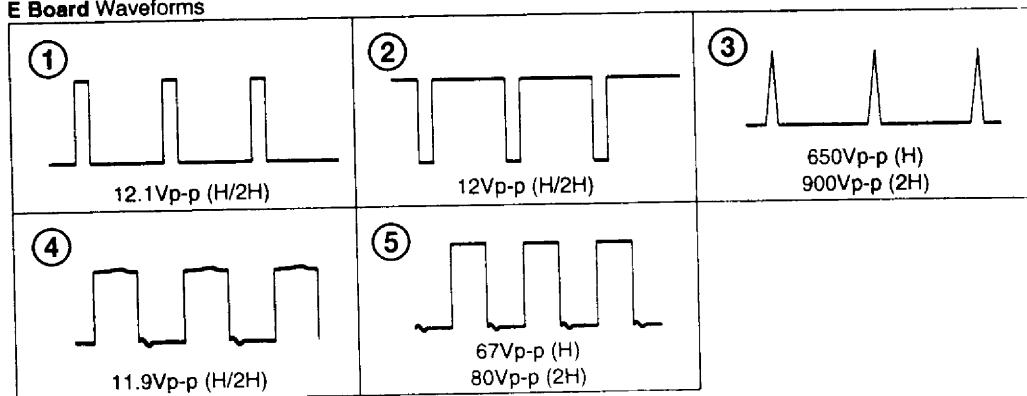 E Board Waveforms
1
2
3
12.1Vp-p (H/2H)
12Vp-p (H/2H)
650Vp-p (H)
900Vp-p (2H)
4
5
11.9Vp-p (H/2H)
67Vp-p (H)
80Vp-p (2H)